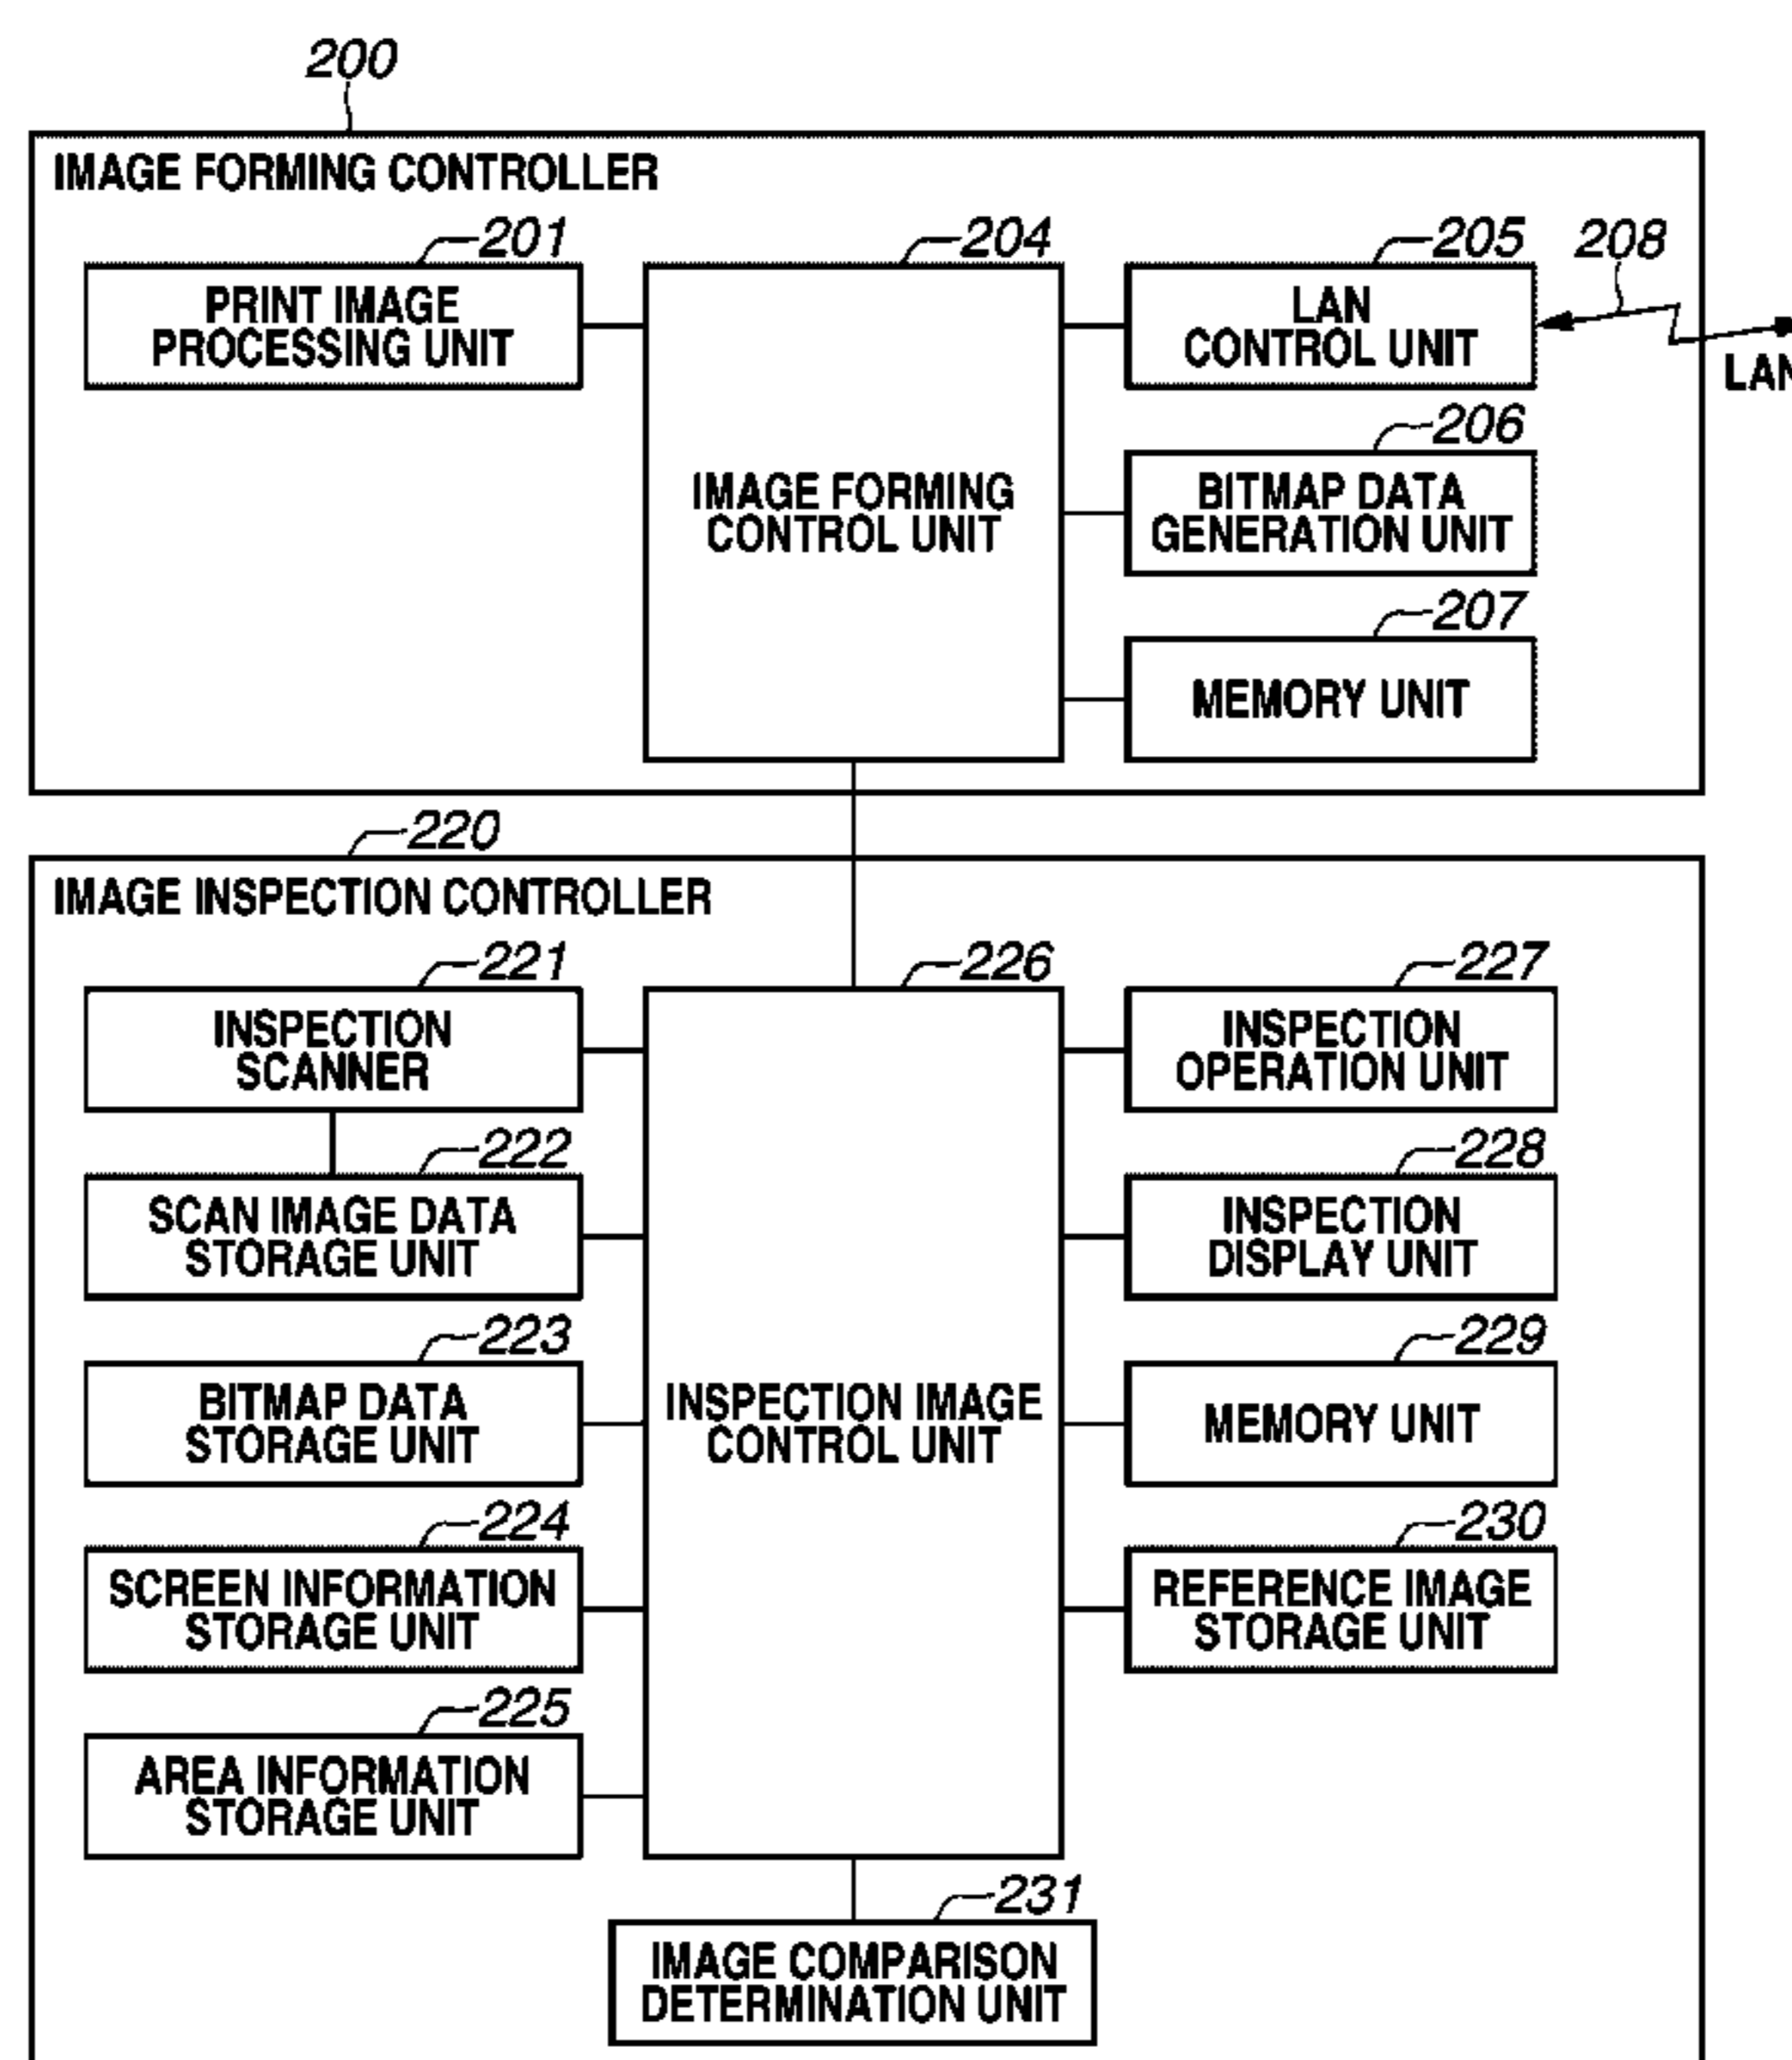 200
IMAGE FORMING CONTROLLER
201
PRINT IMAGE
PROCESSING UNIT
204
IMAGE FORMING
CONTROL UNIT
205
LAN
CONTROL UNIT
208
LAN
206
BITMAP DATA
GENERATION UNIT
207
MEMORY UNIT
220
IMAGE INSPECTION CONTROLLER
221
INSPECTION
SCANNER
222
SCAN IMAGE DATA
STORAGE UNIT
223
BITMAP DATA
STORAGE UNIT
224
SCREEN INFORMATION
STORAGE UNIT
225
AREA INFORMATION
STORAGE UNIT
226
INSPECTION IMAGE
CONTROL UNIT
227
INSPECTION
OPERATION UNIT
228
INSPECTION
DISPLAY UNIT
229
MEMORY UNIT
230
REFERENCE IMAGE
STORAGE UNIT
231
IMAGE COMPARISON
DETERMINATION UNIT